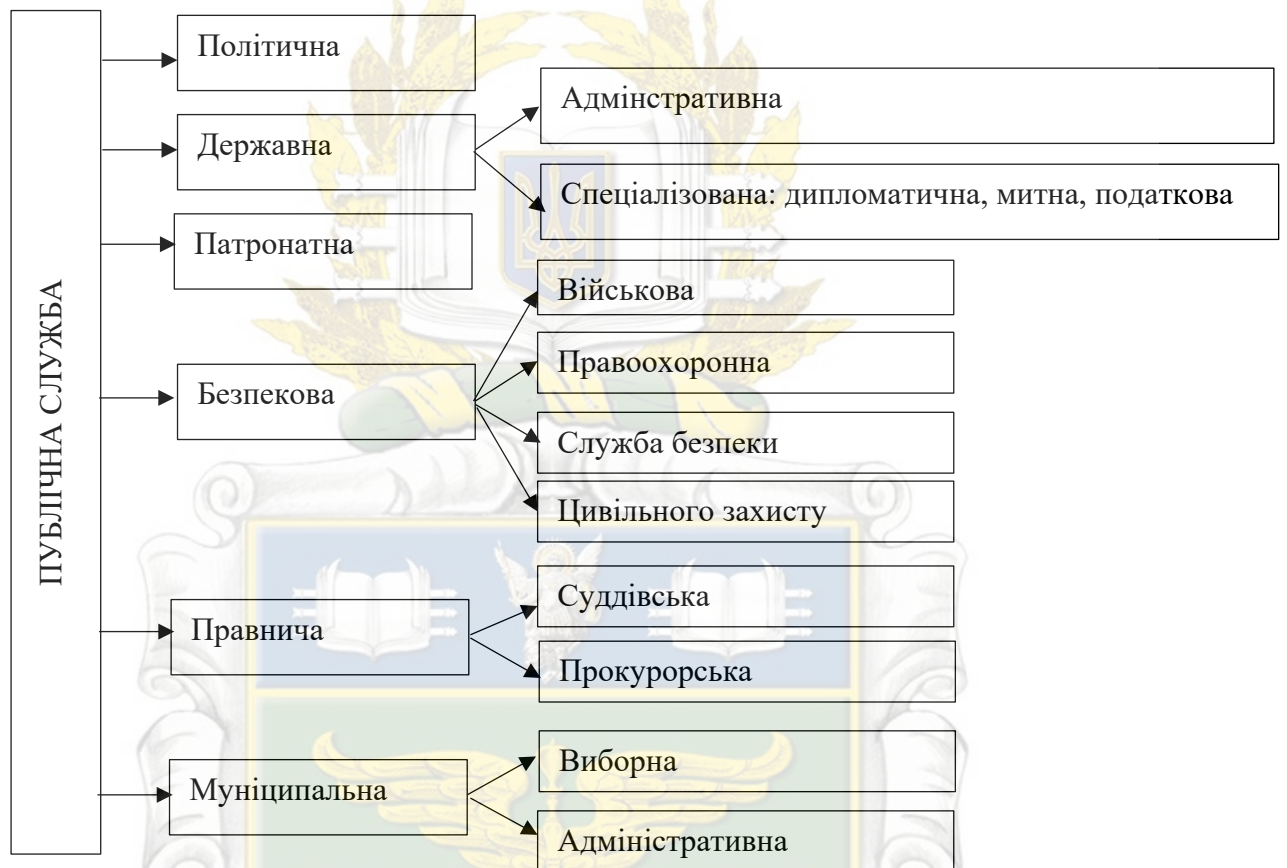 ПУБЛІЧНА СЛУЖБА
Політична
Державна
Адмінстративна
Спеціалізована: дипломатична, митна, податкова
Патронатна
Безпекова
Військова
Правоохоронна
Служба безпеки
Цивільного захисту
Правнича
Суддівська
Прокурорська
Муніципальна
Виборна
Адміністративна